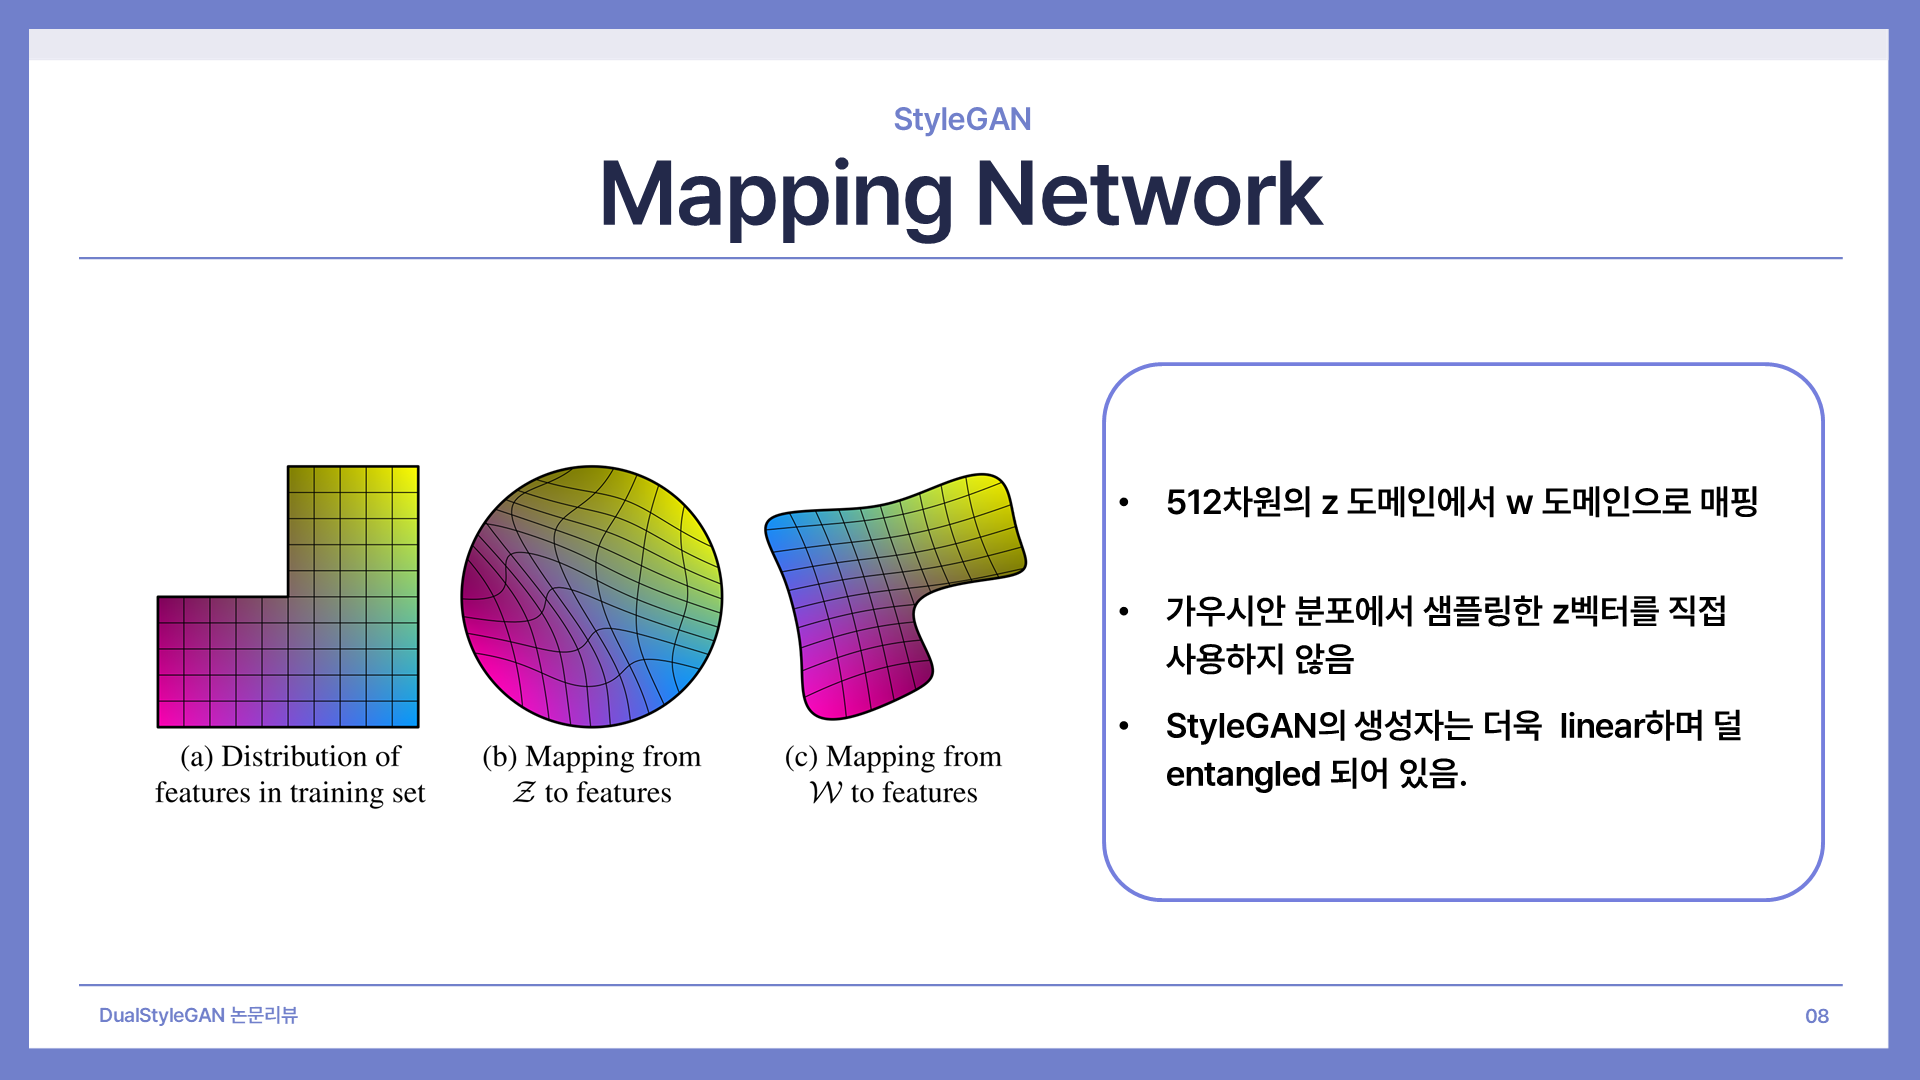 StyleGAN
Mapping Network
(a) Distribution of
features in training set
(b) Mapping from
𝒵 to features
(c) Mapping from
𝒲 to features
• 512차원의 z 도메인에서 w 도메인으로 매핑
• 가우시안 분포에서 샘플링한 z벡터를 직접
사용하지 않음
• StyleGAN의 생성자는 더욱 linear하며 덜
entangled 되어 있음.
DualStyleGAN 논문리뷰
08